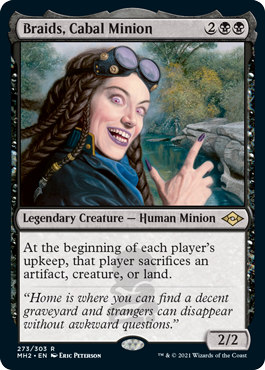 Braids, Cabal Minion 2
Legendary Creature — Human Minion
At the beginning of each player's
upkeep, that player sacrifices an
artifact, creature, or land.
“Home is where you can find a decent
graveyard and strangers can disappear
without awkward questions.”
2/2
273/303 R
MH2 • EN Eric Peterson
™ & © 2021 Wizards of the Coast